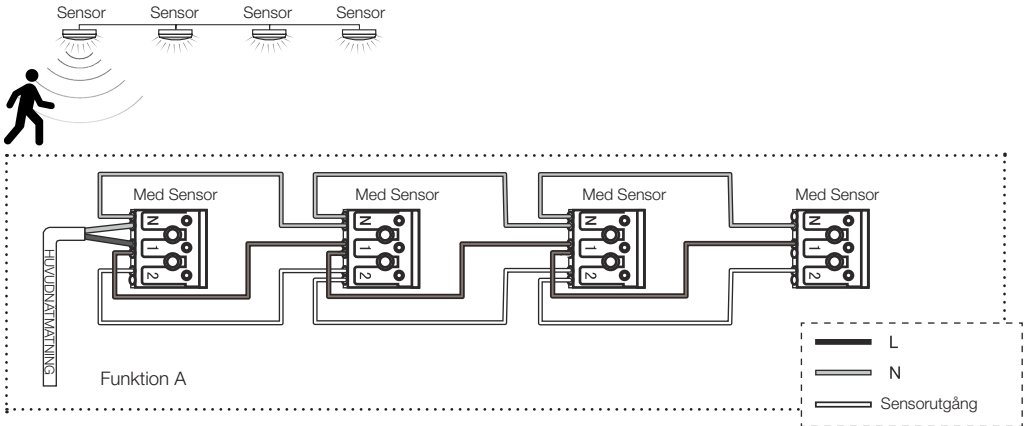 Sensor Sensor Sensor Sensor
Med Sensor Med Sensor Med Sensor Med Sensor
N N N N
1 1 1 1
2 2 2 2
HUVUDNÄTMATNING
Funktion A
L
N
Sensorutgång